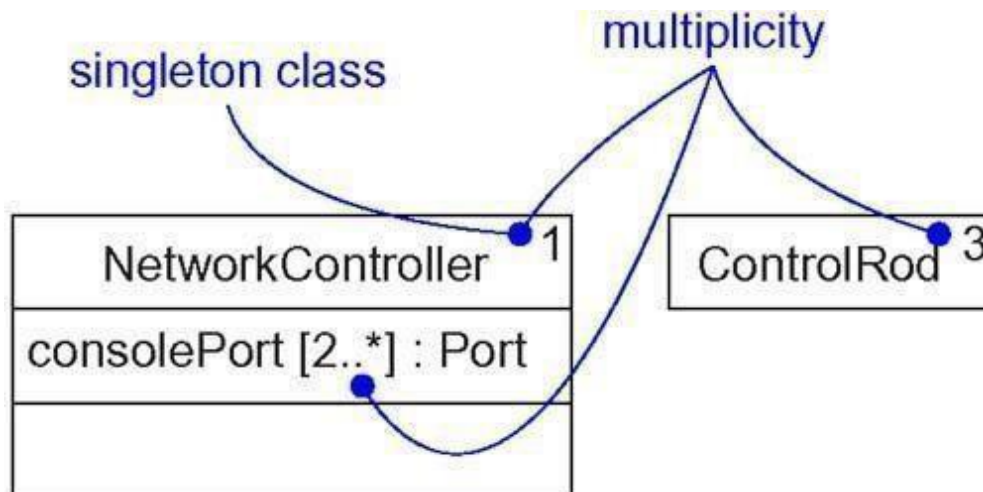 multiplicity
singleton class
1
3
NetworkController
ControlRod
consolePort [2..*] : Port